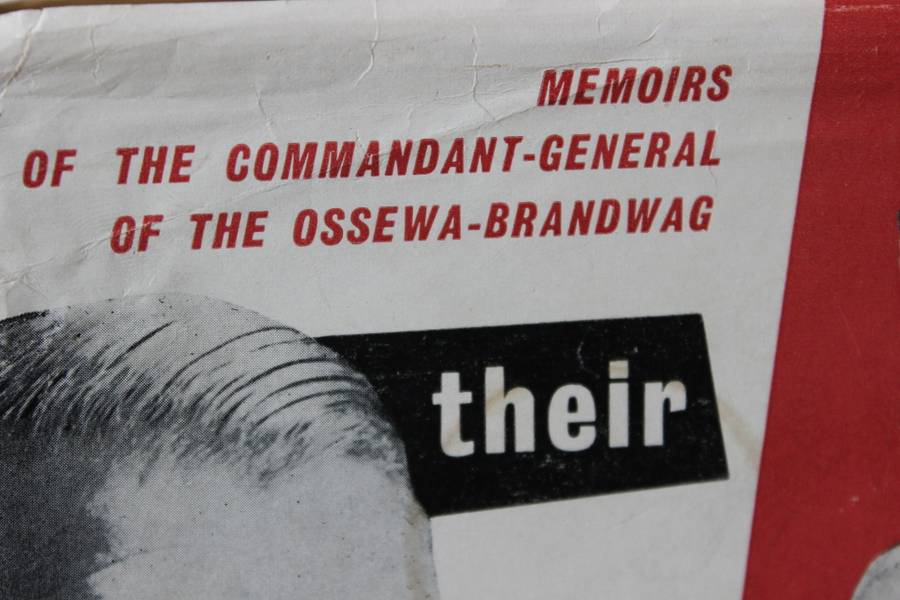 MEMOIRS
OF THE COMMANDANT-GENERAL
OF THE OSSEWA-BRANDWAG
their